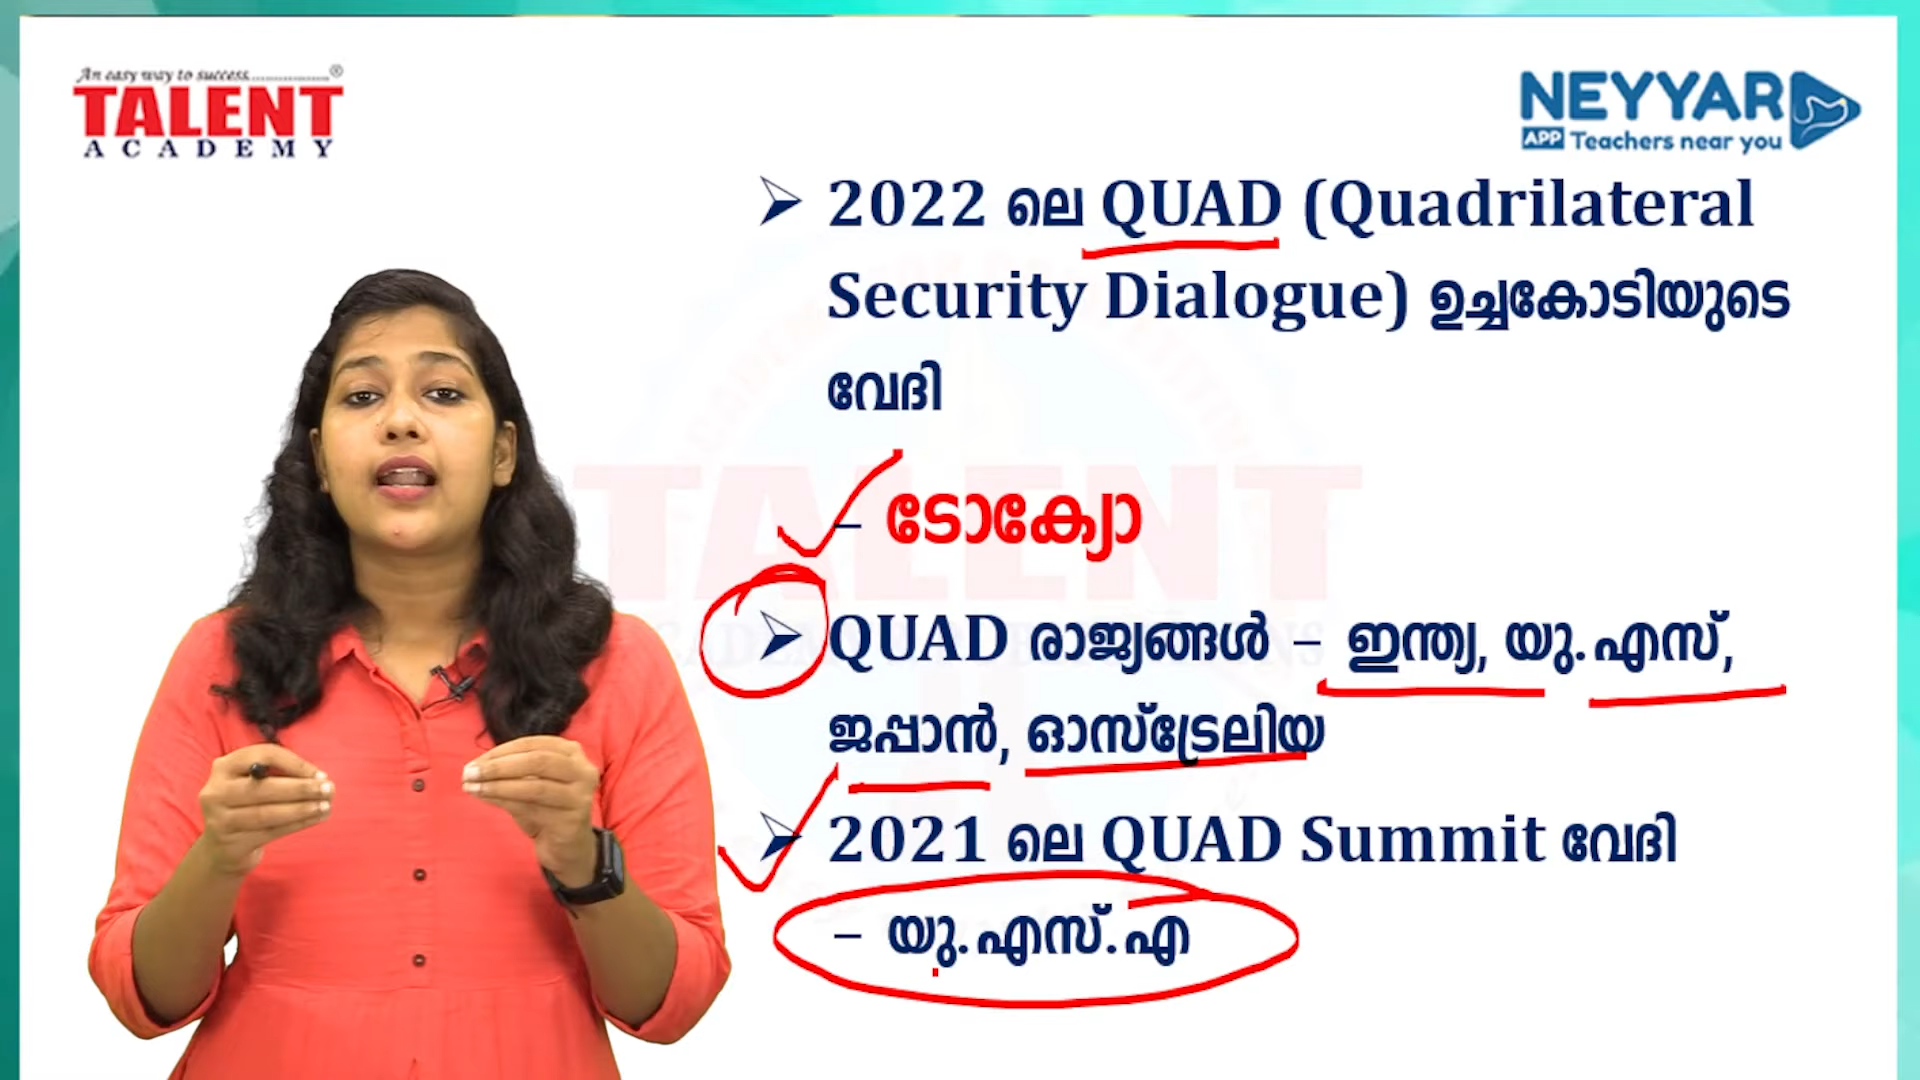 An easy way to success..................®
TALENT
ACADEMY
NEYYAR
APP Teachers near you
➢ 2022 ലെ QUAD (Quadrilateral
Security Dialogue) ഉച്ചകോടിയുടെ
വേദി
– ടോക്യോ
➢ QUAD രാജ്യങ്ങൾ – ഇന്ത്യ, യു.എസ്,
ജപ്പാൻ, ഓസ്ട്രേലിയ
➢ 2021 ലെ QUAD Summit വേദി
– യു.എസ്.എ
TALENT